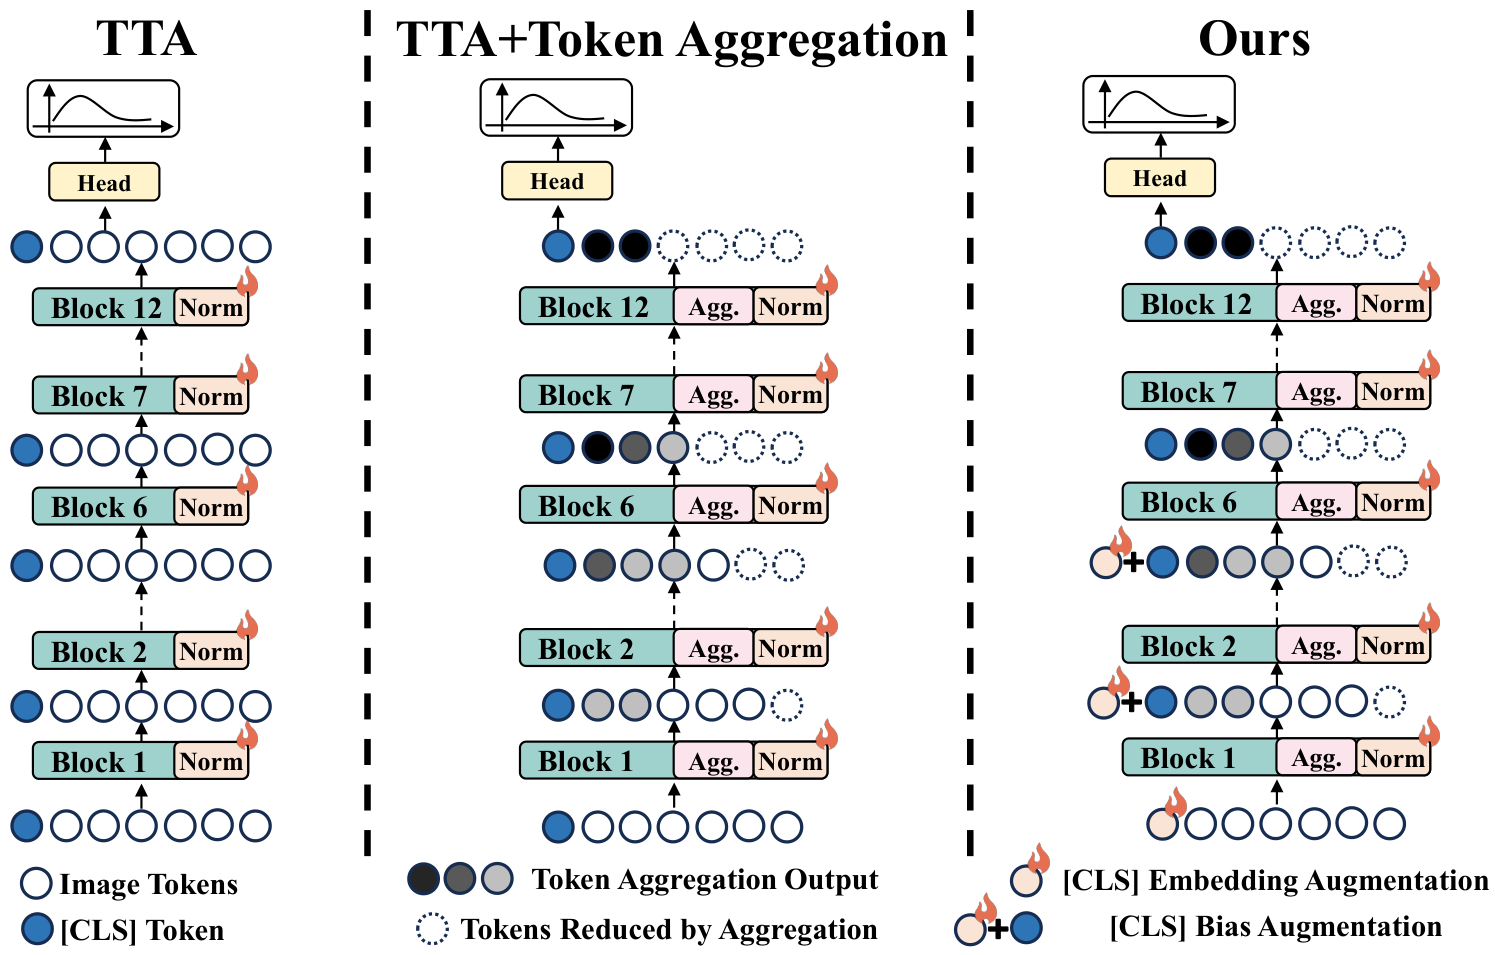 TTA
Head
Block 12 Norm
Block 7 Norm
Block 6 Norm
Block 2 Norm
Block 1 Norm
TTA+Token Aggregation
Head
Block 12 Agg. Norm
Block 7 Agg. Norm
Block 6 Agg. Norm
Block 2 Agg. Norm
Block 1 Agg. Norm
Ours
Head
Block 12 Agg. Norm
Block 7 Agg. Norm
Block 6 Agg. Norm
Block 2 Agg. Norm
Block 1 Agg. Norm
Image Tokens
[CLS] Token
Token Aggregation Output
Tokens Reduced by Aggregation
[CLS] Embedding Augmentation
[CLS] Bias Augmentation